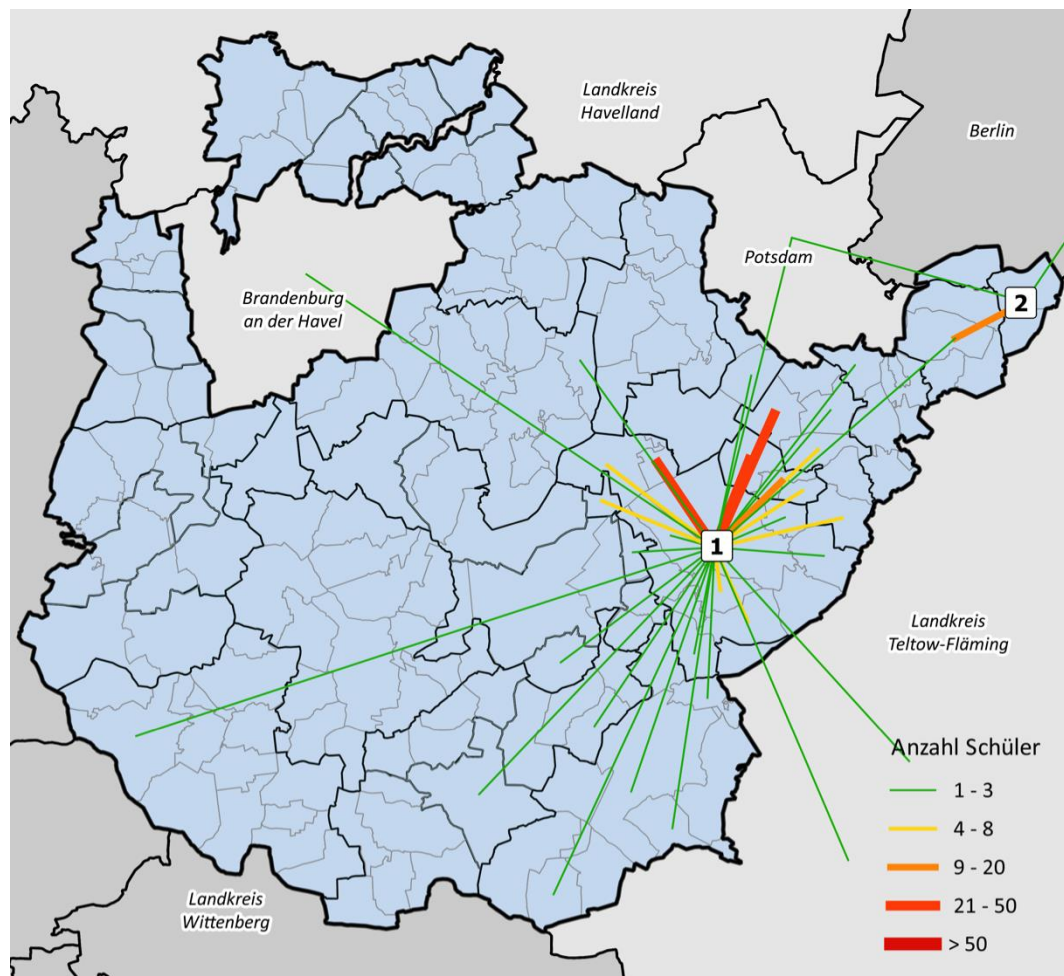 Landkreis
Havelland
Berlin
Potsdam
Brandenburg
an der Havel
2
1
Landkreis
Teltow-Fläming
Landkreis
Wittenberg
Anzahl Schüler
1 - 3
4 - 8
9 - 20
21 - 50
> 50